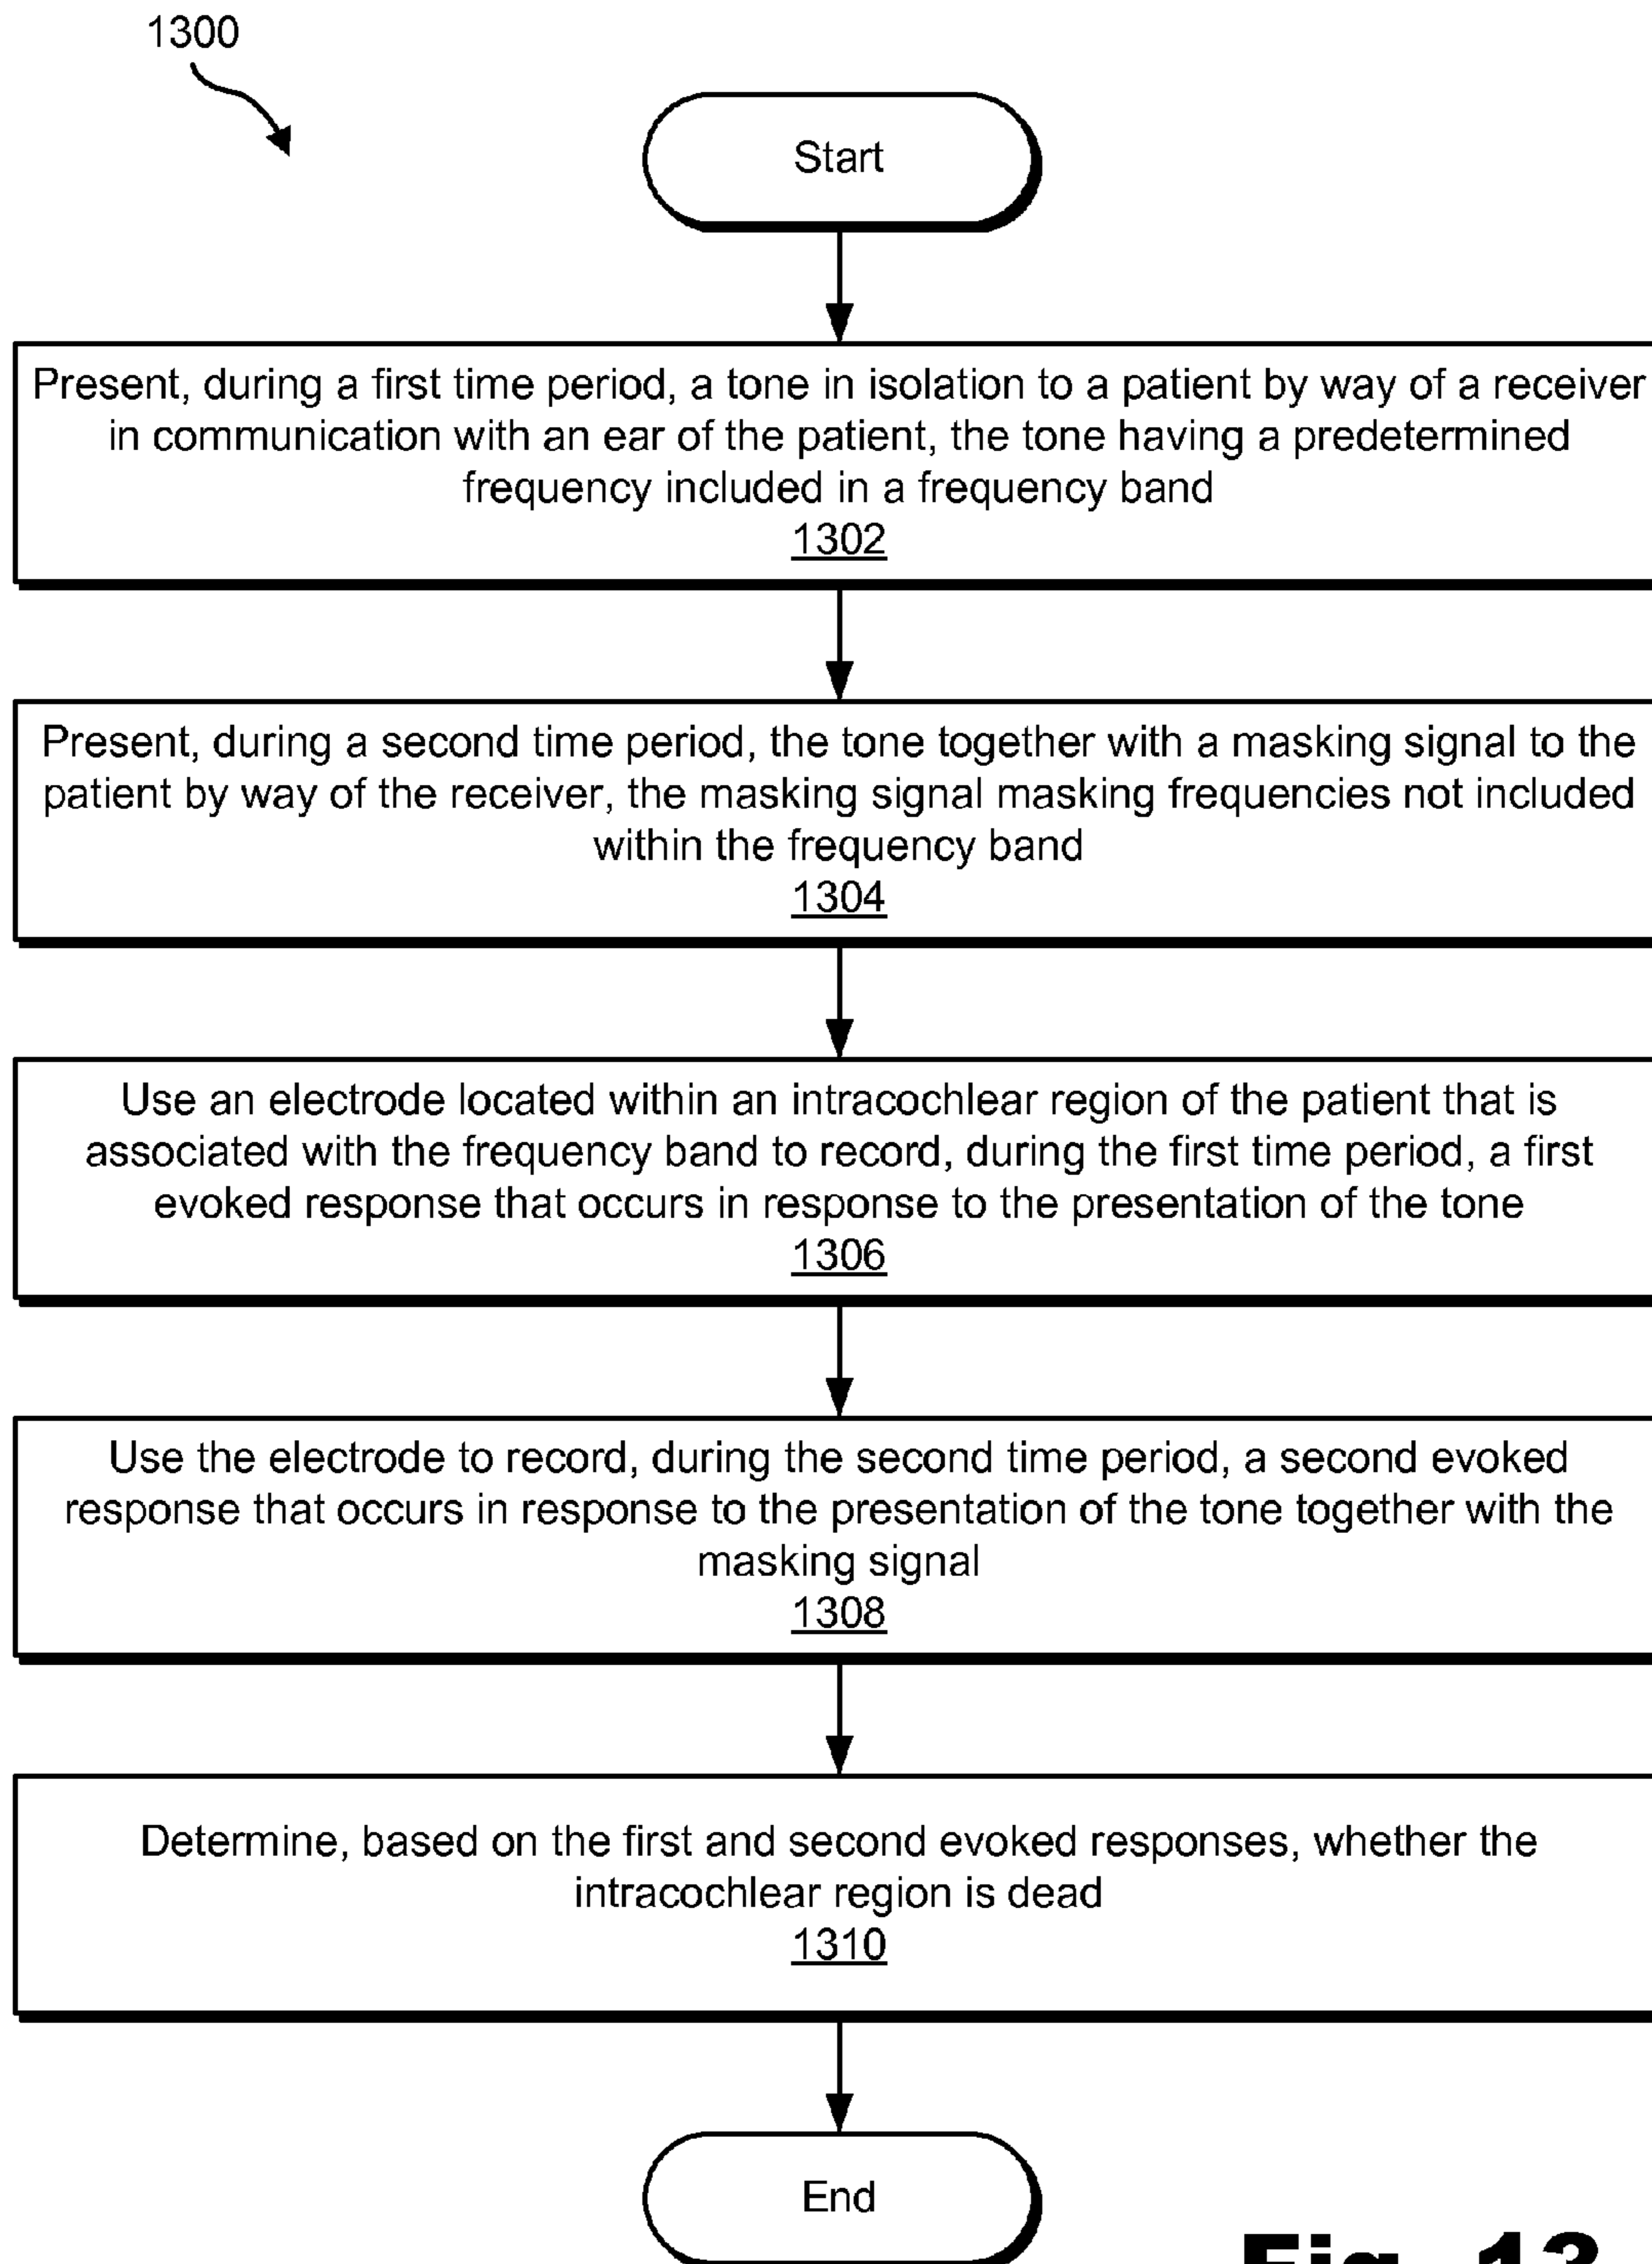 1300
Start
Present, during a first time period, a tone in isolation to a patient by way of a receiver
in communication with an ear of the patient, the tone having a predetermined
frequency included in a frequency band
1302
Present, during a second time period, the tone together with a masking signal to the
patient by way of the receiver, the masking signal masking frequencies not included
within the frequency band
1304
Use an electrode located within an intracochlear region of the patient that is
associated with the frequency band to record, during the first time period, a first
evoked response that occurs in response to the presentation of the tone
1306
Use the electrode to record, during the second time period, a second evoked
response that occurs in response to the presentation of the tone together with the
masking signal
1308
Determine, based on the first and second evoked responses, whether the
intracochlear region is dead
1310
End
Fig. 13